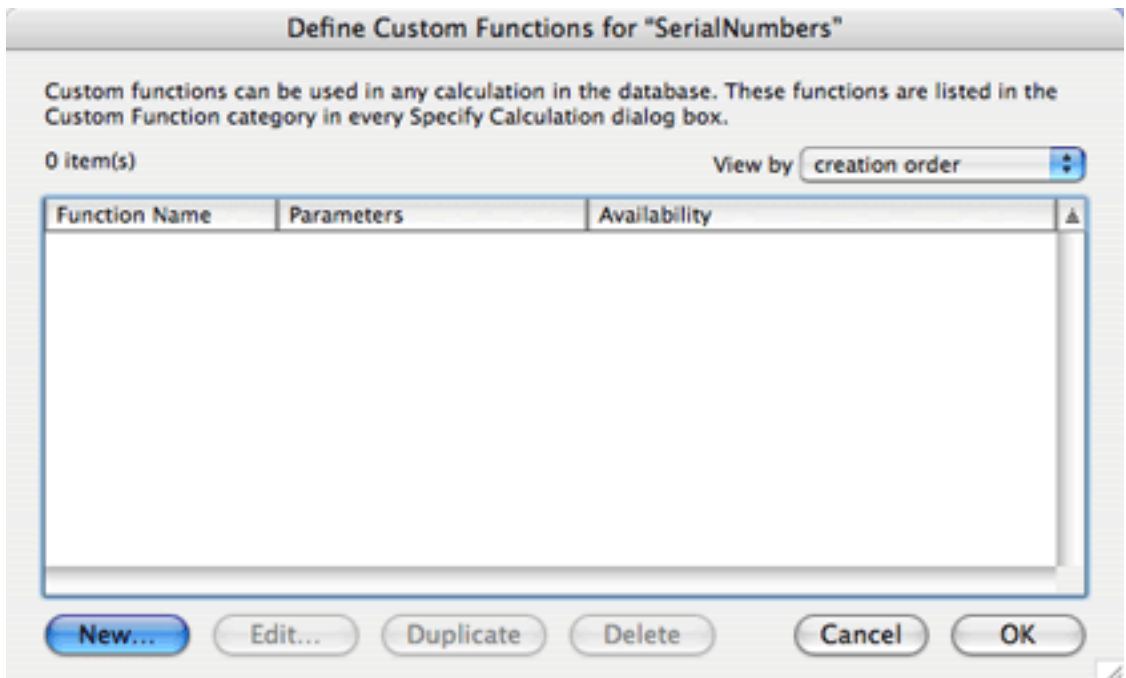 Define Custom Functions for “SerialNumbers”
Custom functions can be used in any calculation in the database. These functions are listed in the
Custom Function category in every Specify Calculation dialog box.
0 item(s)
View by creation order
Function Name Parameters Availability
New... Edit... Duplicate Delete Cancel OK